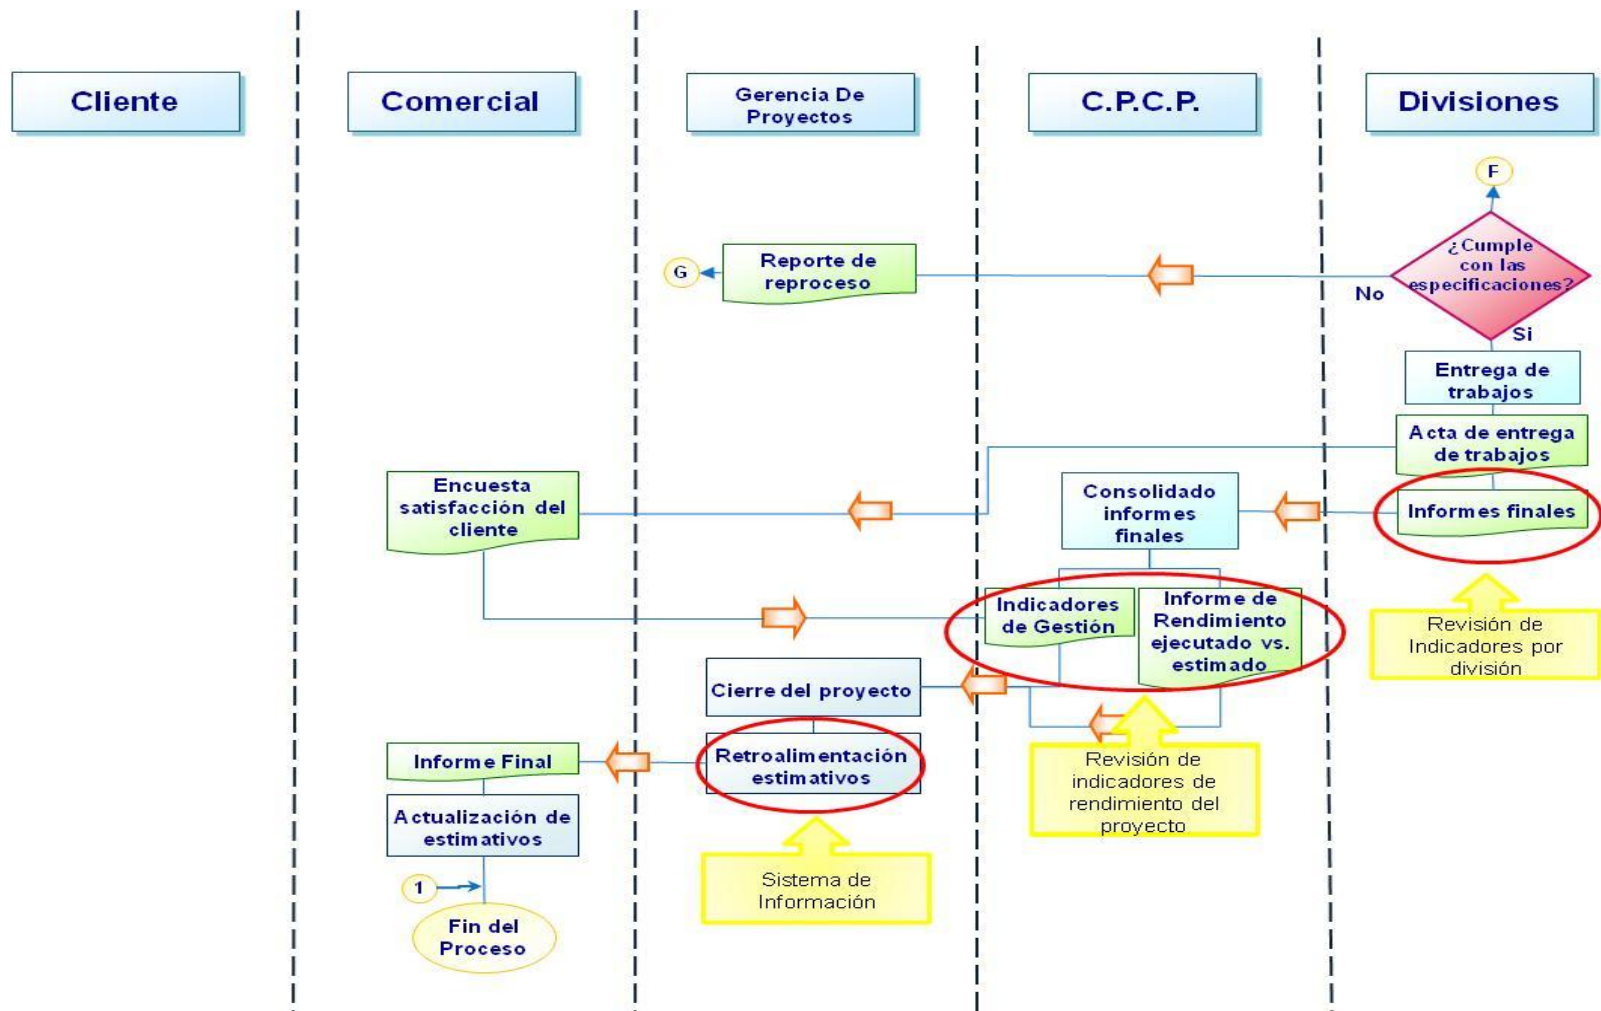 Cliente
Comercial
Gerencia De
Proyectos
C.P.C.P.
Divisiones
F
¿Cumple
con las
especificaciones?
No
Si
G
Reporte de
reproceso
Entrega de
trabajos
Acta de entrega
de trabajos
Informes finales
Encuesta
satisfacción del
cliente
Consolidado
informes
finales
Indicadores
de Gestión
Informe de
Rendimiento
ejecutado vs.
estimado
Revisión de
Indicadores por
división
Cierre del proyecto
Retroalimentación
estimativos
Informe Final
Revisión de
indicadores de
rendimiento del
proyecto
Actualización de
estimativos
Sistema de
Información
1
Fin del
Proceso